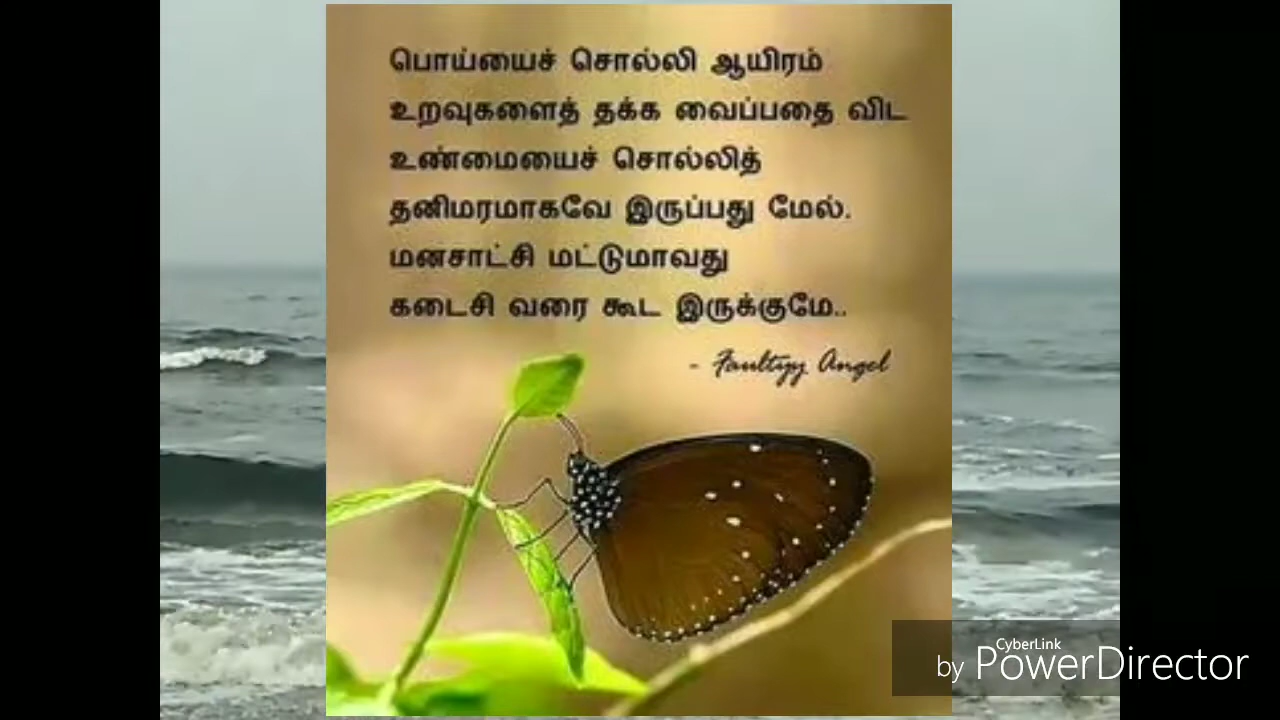 பொய்யைச் சொல்லி ஆயிரம்
உறவுகளைத் தக்க வைப்பதை விட
உண்மையைச் சொல்லித்
தனிமரமாகவே இருப்பது மேல்.
மனசாட்சி மட்டுமாவது
கடைசி வரை கூட இருக்குமே..
- Faultyy Angel
CyberLink
by PowerDirector